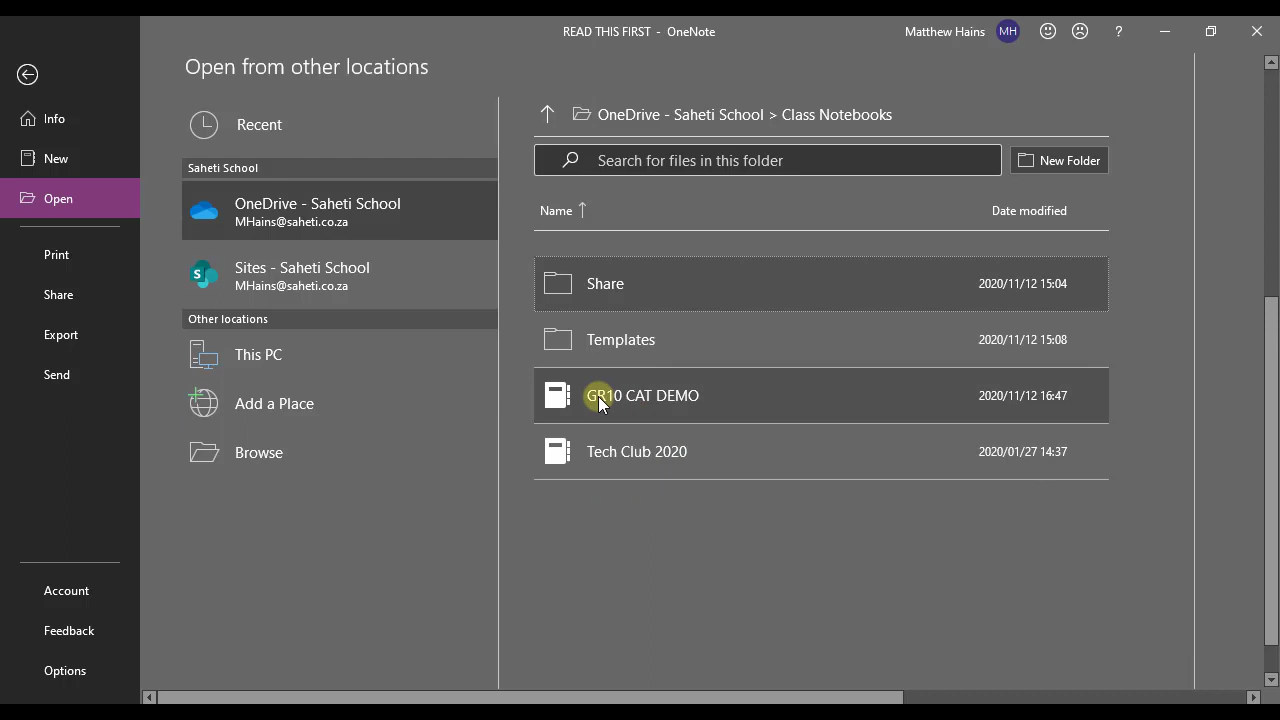 READ THIS FIRST - OneNote
Matthew Hains MH ?
Open from other locations
Info
New
Open
Print
Share
Export
Send
Account
Feedback
Options
Recent
Saheti School
OneDrive - Saheti School
MHains@saheti.co.za
S
Sites - Saheti School
MHains@saheti.co.za
Other locations
This PC
Add a Place
Browse
OneDrive - Saheti School > Class Notebooks
Search for files in this folder
New Folder
Name Date modified
Share 2020/11/12 15:04
Templates 2020/11/12 15:08
GR10 CAT DEMO 2020/11/12 16:47
Tech Club 2020 2020/01/27 14:37